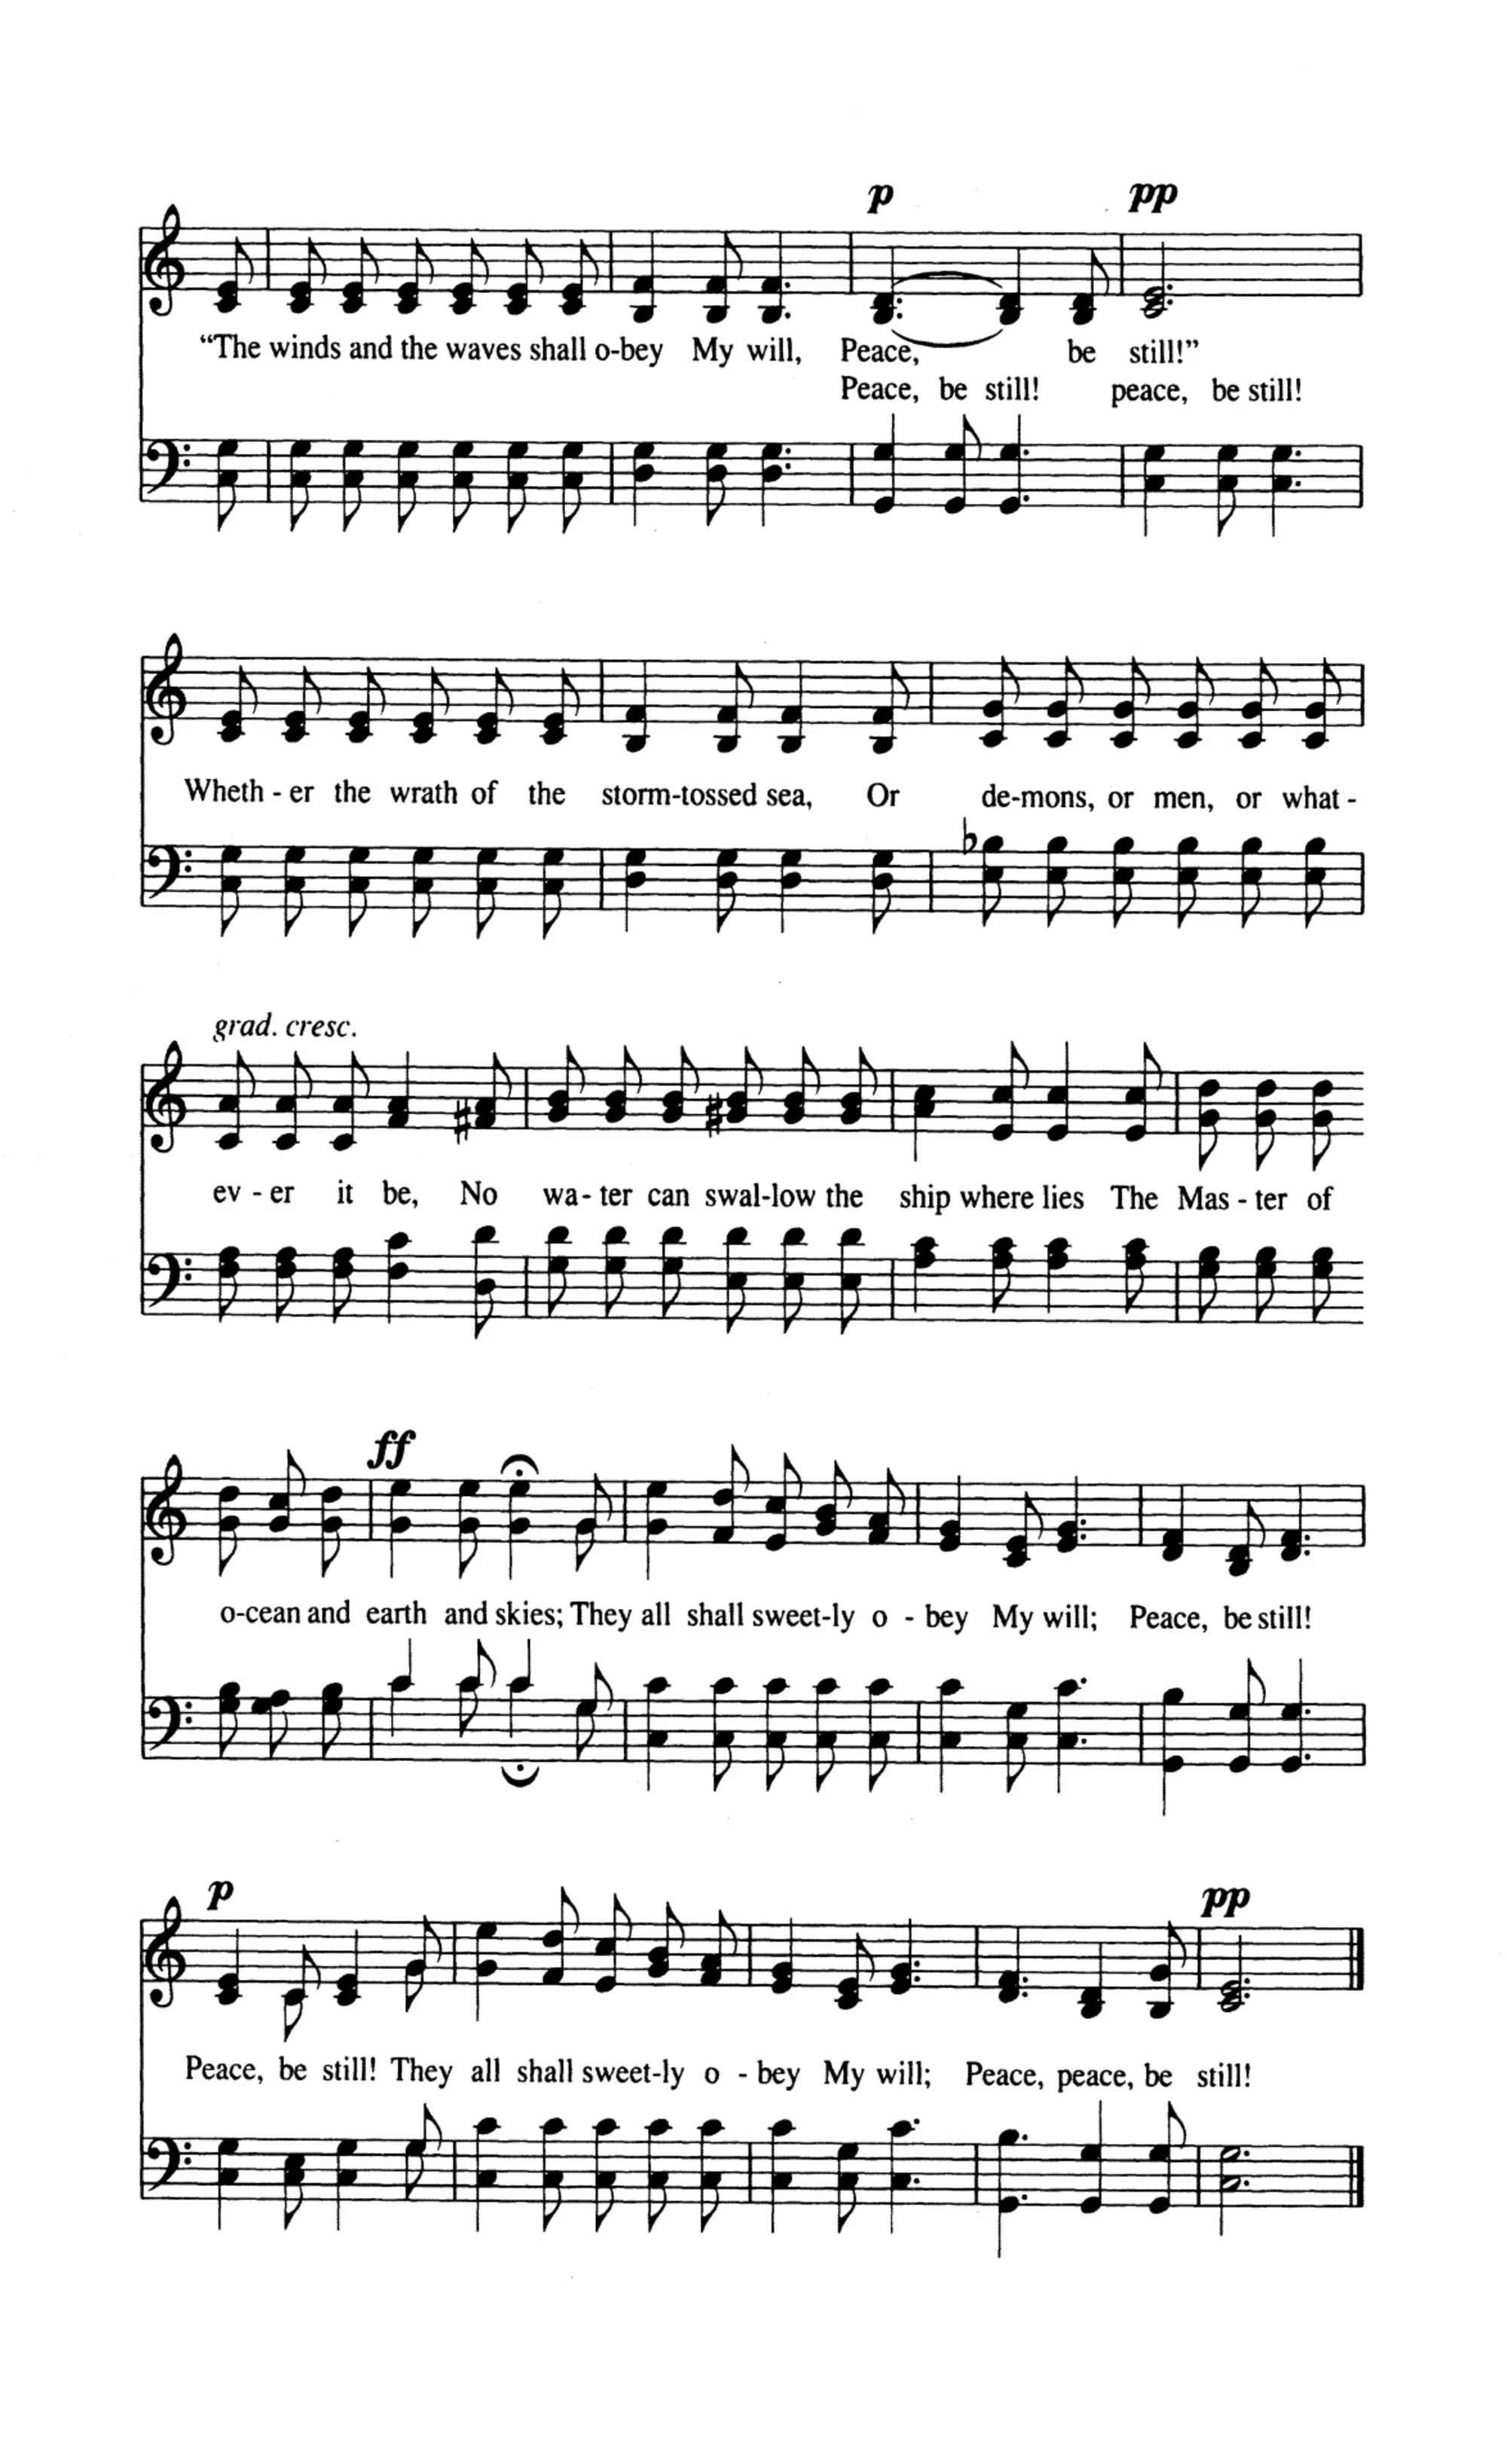 p pp
“The winds and the waves shall o-bey My will, Peace, be still!”
Peace, be still! peace, be still!
Wheth - er the wrath of the storm-tossed sea, Or de-mons, or men, or what -
grad. cresc.
ev - er it be, No wa- ter can swal-low the ship where lies The Mas - ter of
ff
o-cean and earth and skies; They all shall sweet-ly o - bey My will; Peace, be still!
p pp
Peace, be still! They all shall sweet-ly o - bey My will; Peace, peace, be still!